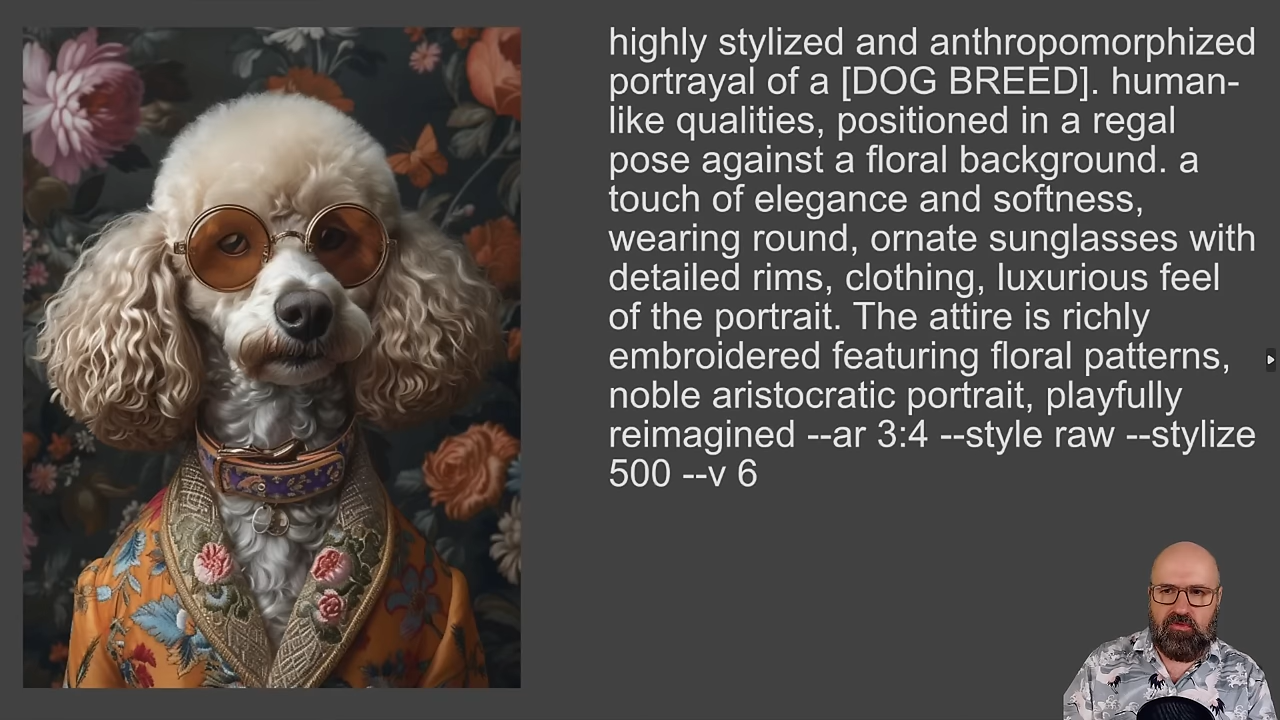 highly stylized and anthropomorphized
portrayal of a [DOG BREED]. human-
like qualities, positioned in a regal
pose against a floral background. a
touch of elegance and softness,
wearing round, ornate sunglasses with
detailed rims, clothing, luxurious feel
of the portrait. The attire is richly
embroidered featuring floral patterns,
noble aristocratic portrait, playfully
reimagined --ar 3:4 --style raw --stylize
500 --v 6